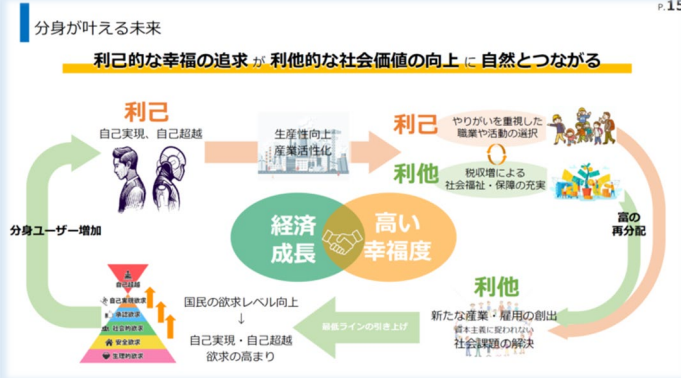 P.15
分身が叶える未来
利己的な幸福の追求 が 利他的な社会価値の向上 に 自然とつながる
利己
自己実現、自己超越
生産性向上
産業活性化
利己
やりがいを重視した
職業や活動の選択
利他
税収増による
社会福祉・保障の充実
分身ユーザー増加
経済
成長
高い
幸福度
富の
再分配
自己超越
自己実現欲求
承認欲求
社会的欲求
安全欲求
生理的欲求
国民の欲求レベル向上
↓
自己実現・自己超越
欲求の高まり
最低ラインの引き上げ
利他
新たな産業・雇用の創出
資本主義に捉われない
社会課題の解決